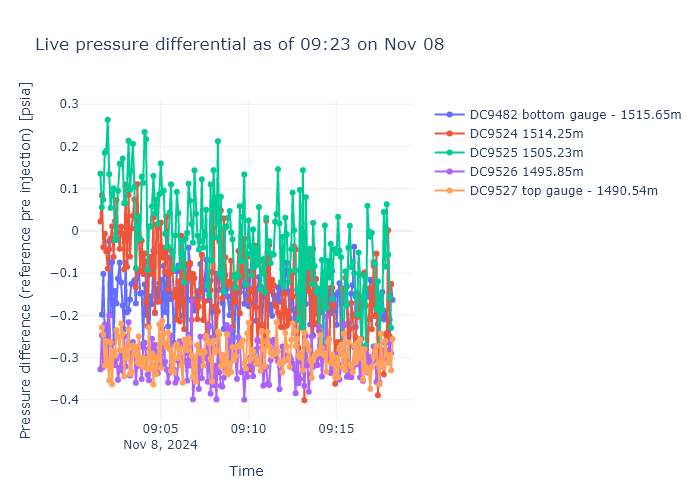 Live pressure differential as of 09:23 on Nov 08
Pressure difference (reference pre injection) [psia]
0.3
0.2
0.1
0
−0.1
−0.2
−0.3
−0.4
09:05
09:10
09:15
Nov 8, 2024
Time
DC9482 bottom gauge - 1515.65m
DC9524 1514.25m
DC9525 1505.23m
DC9526 1495.85m
DC9527 top gauge - 1490.54m